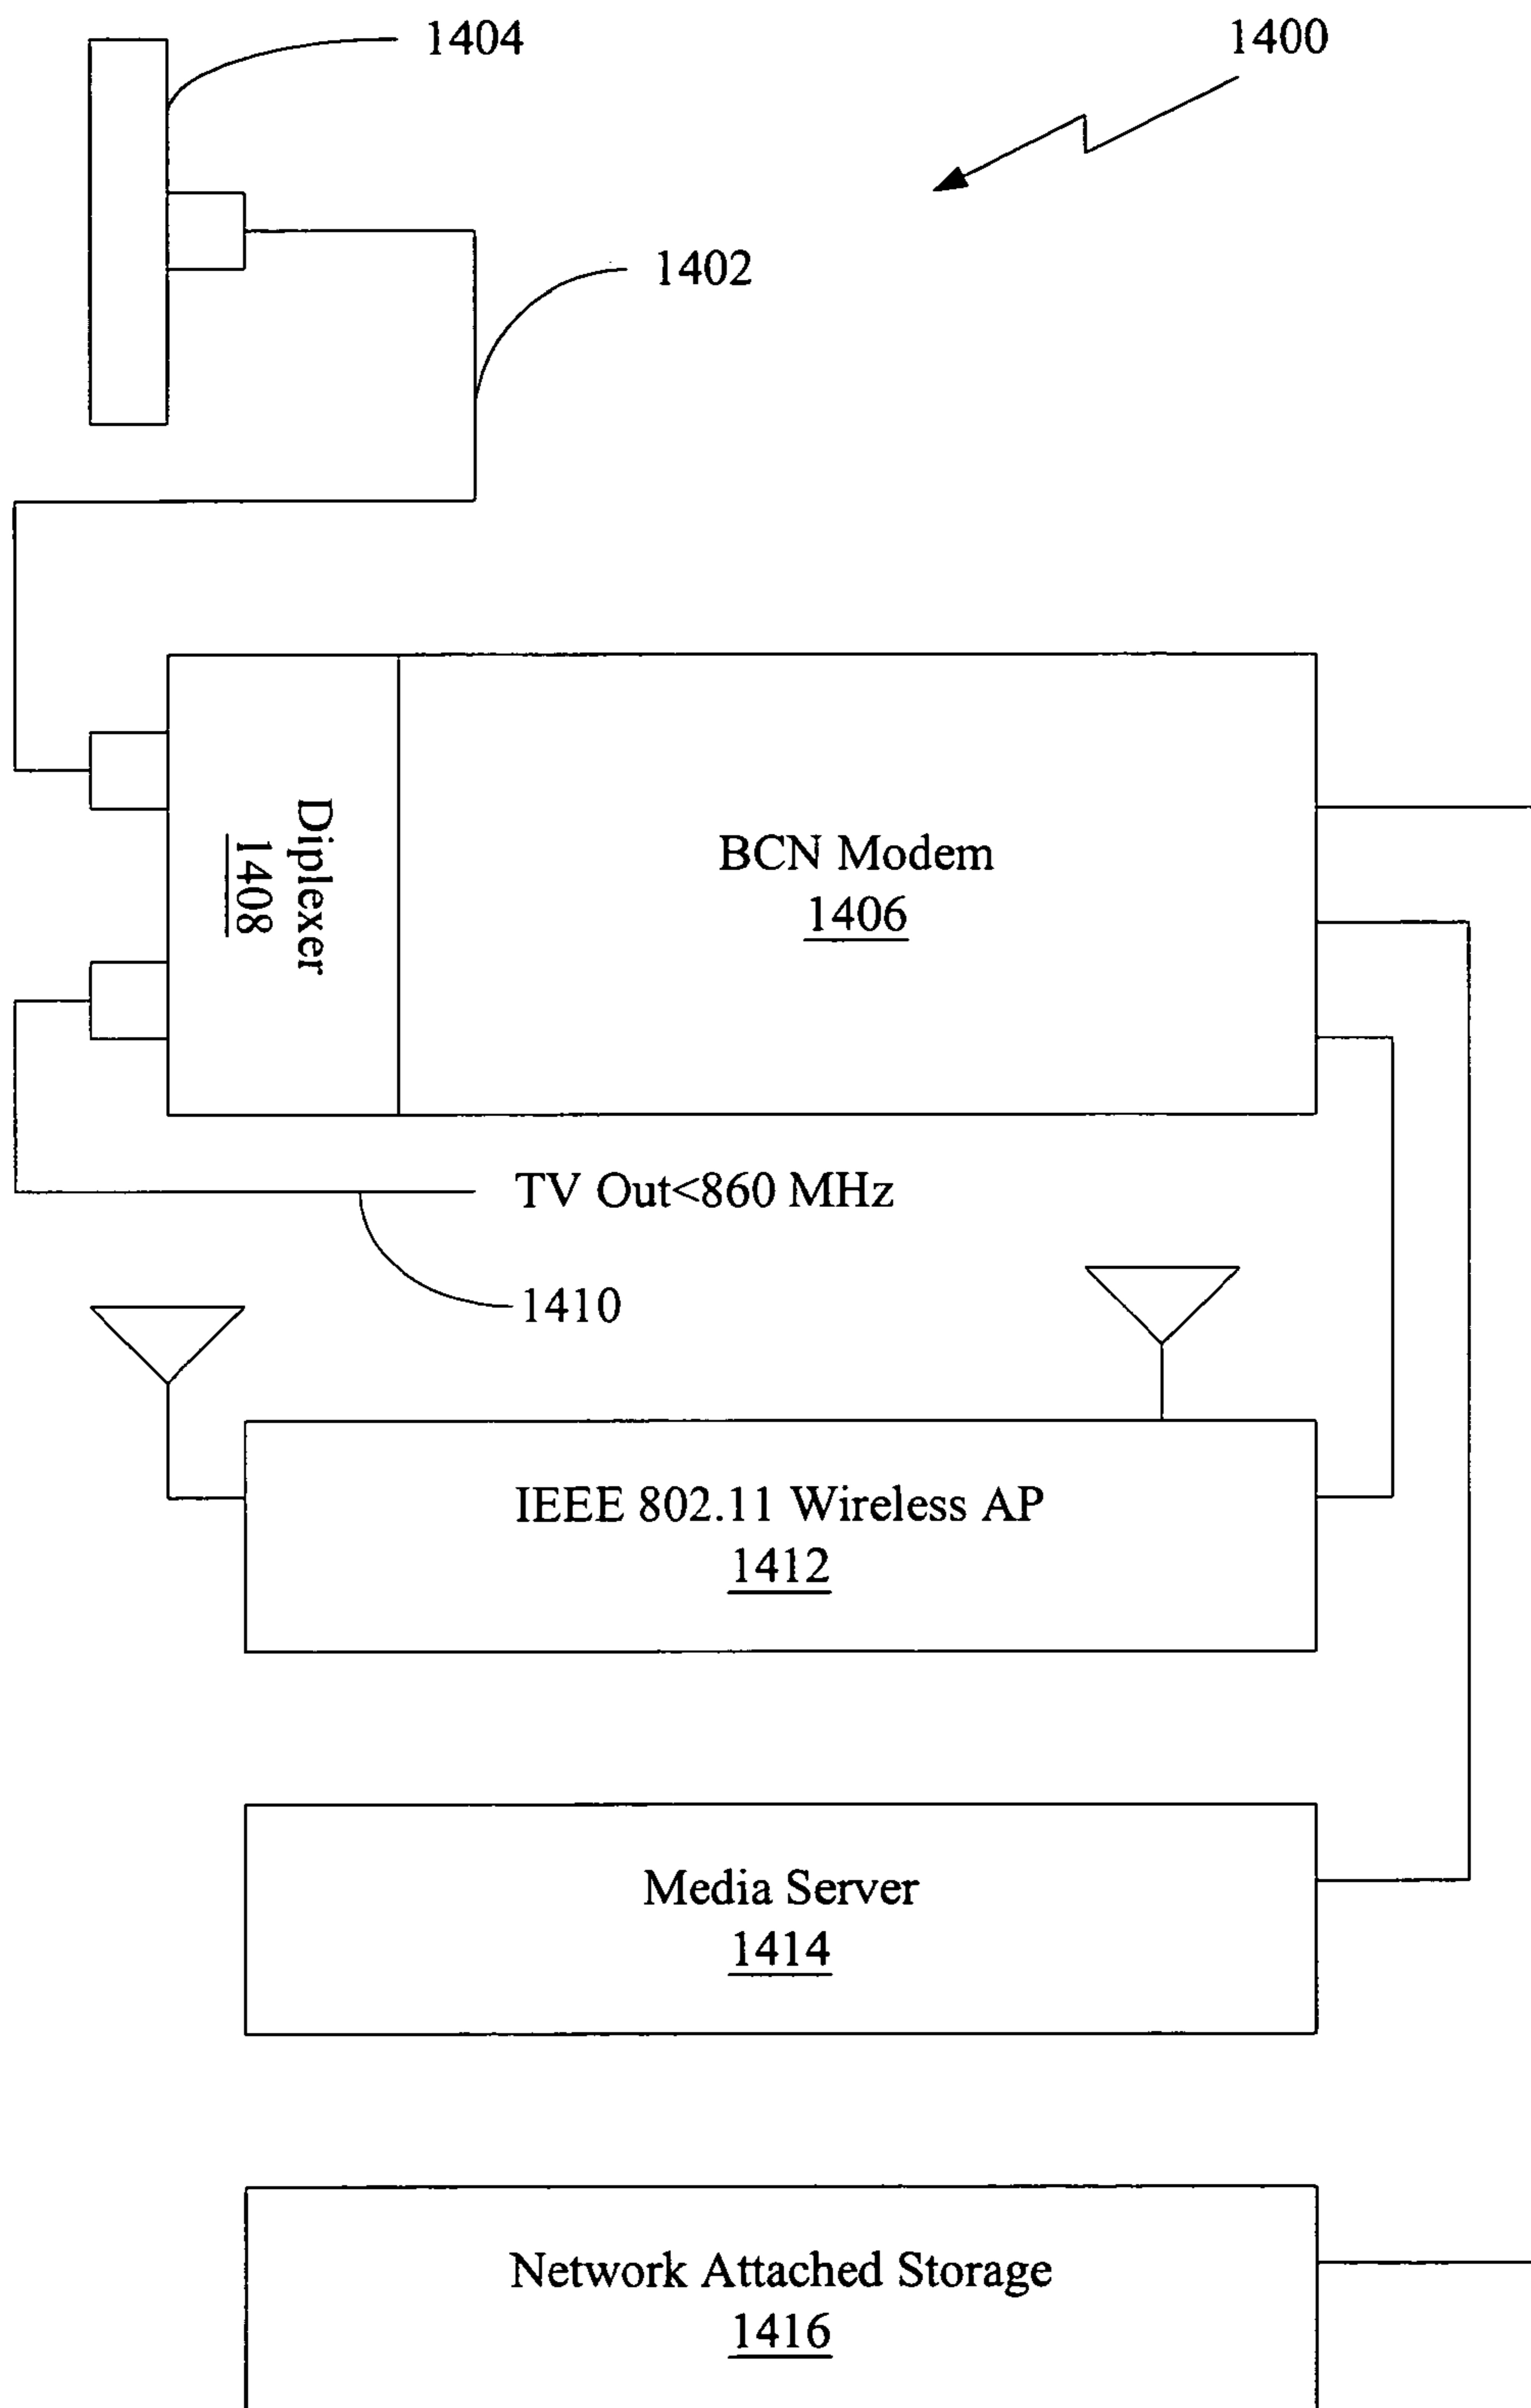 1404
1400
1402
Diplexer
1408
BCN Modem
1406
TV Out<860 MHz
1410
IEEE 802.11 Wireless AP
1412
Media Server
1414
Network Attached Storage
1416